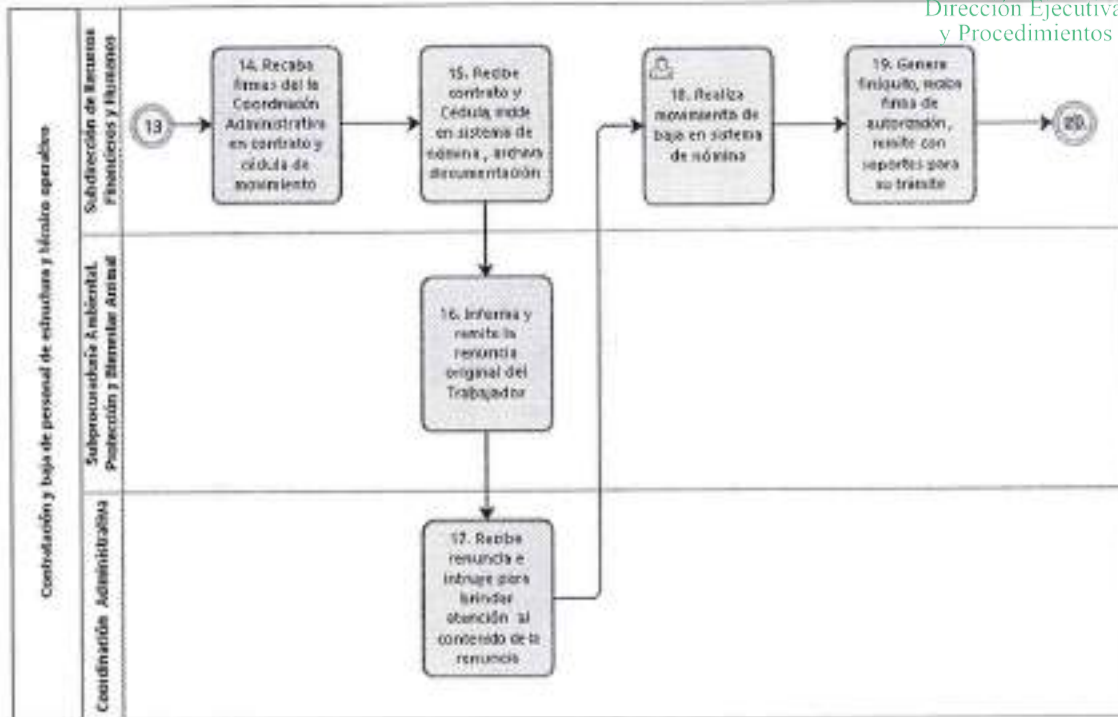 Dirección Ejecutiva
y Procedimientos
Contratación y baja de personal de estructura y técnico operativo
Subdirección de Recursos
Financieros y Humanos
13
14. Recaba
firmas de la
Coordinación
Administrativa
en contrato y
cédula de
movimiento
15. Recibe
contrato y
Cédula, mide
en sistema de
nómina, archiva
documentación
18. Realiza
movimiento de
baja en sistema
de nómina
19. Genera
finiquito, recaba
firma de
autorización,
remite con
soportes para
su trámite
20.
Subprocuraduría Ambiental,
Protección y Bienestar Animal
16. Informa y
remite la
renuncia
original del
Trabajador
Coordinación Administrativa
17. Recibe
renuncia e
intruye para
brindar
atención al
contenido de la
renuncia